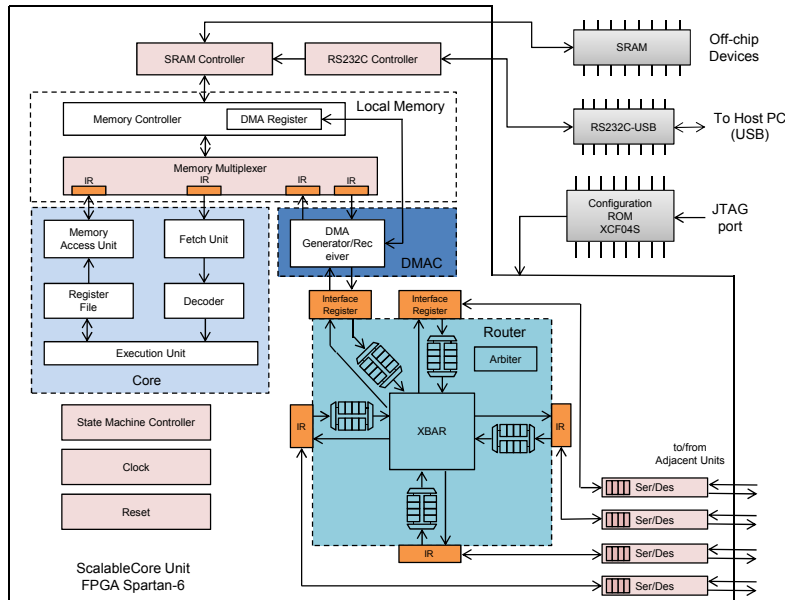 SRAM Controller
RS232C Controller
SRAM
Off-chip
Devices
Local Memory
Memory Controller
DMA Register
RS232C-USB
To Host PC
(USB)
Memory Multiplexer
IR
IR
IR
IR
Memory
Access Unit
Fetch Unit
DMA
Generator/Rec
eiver
DMAC
Configuration
ROM
XCF04S
JTAG
port
Register
File
Decoder
Execution Unit
Core
Interface
Register
Interface
Register
Router
Arbiter
State Machine Controller
Clock
Reset
IR
XBAR
IR
IR
to/from
Adjacent Units
Ser/Des
Ser/Des
Ser/Des
Ser/Des
ScalableCore Unit
FPGA Spartan-6